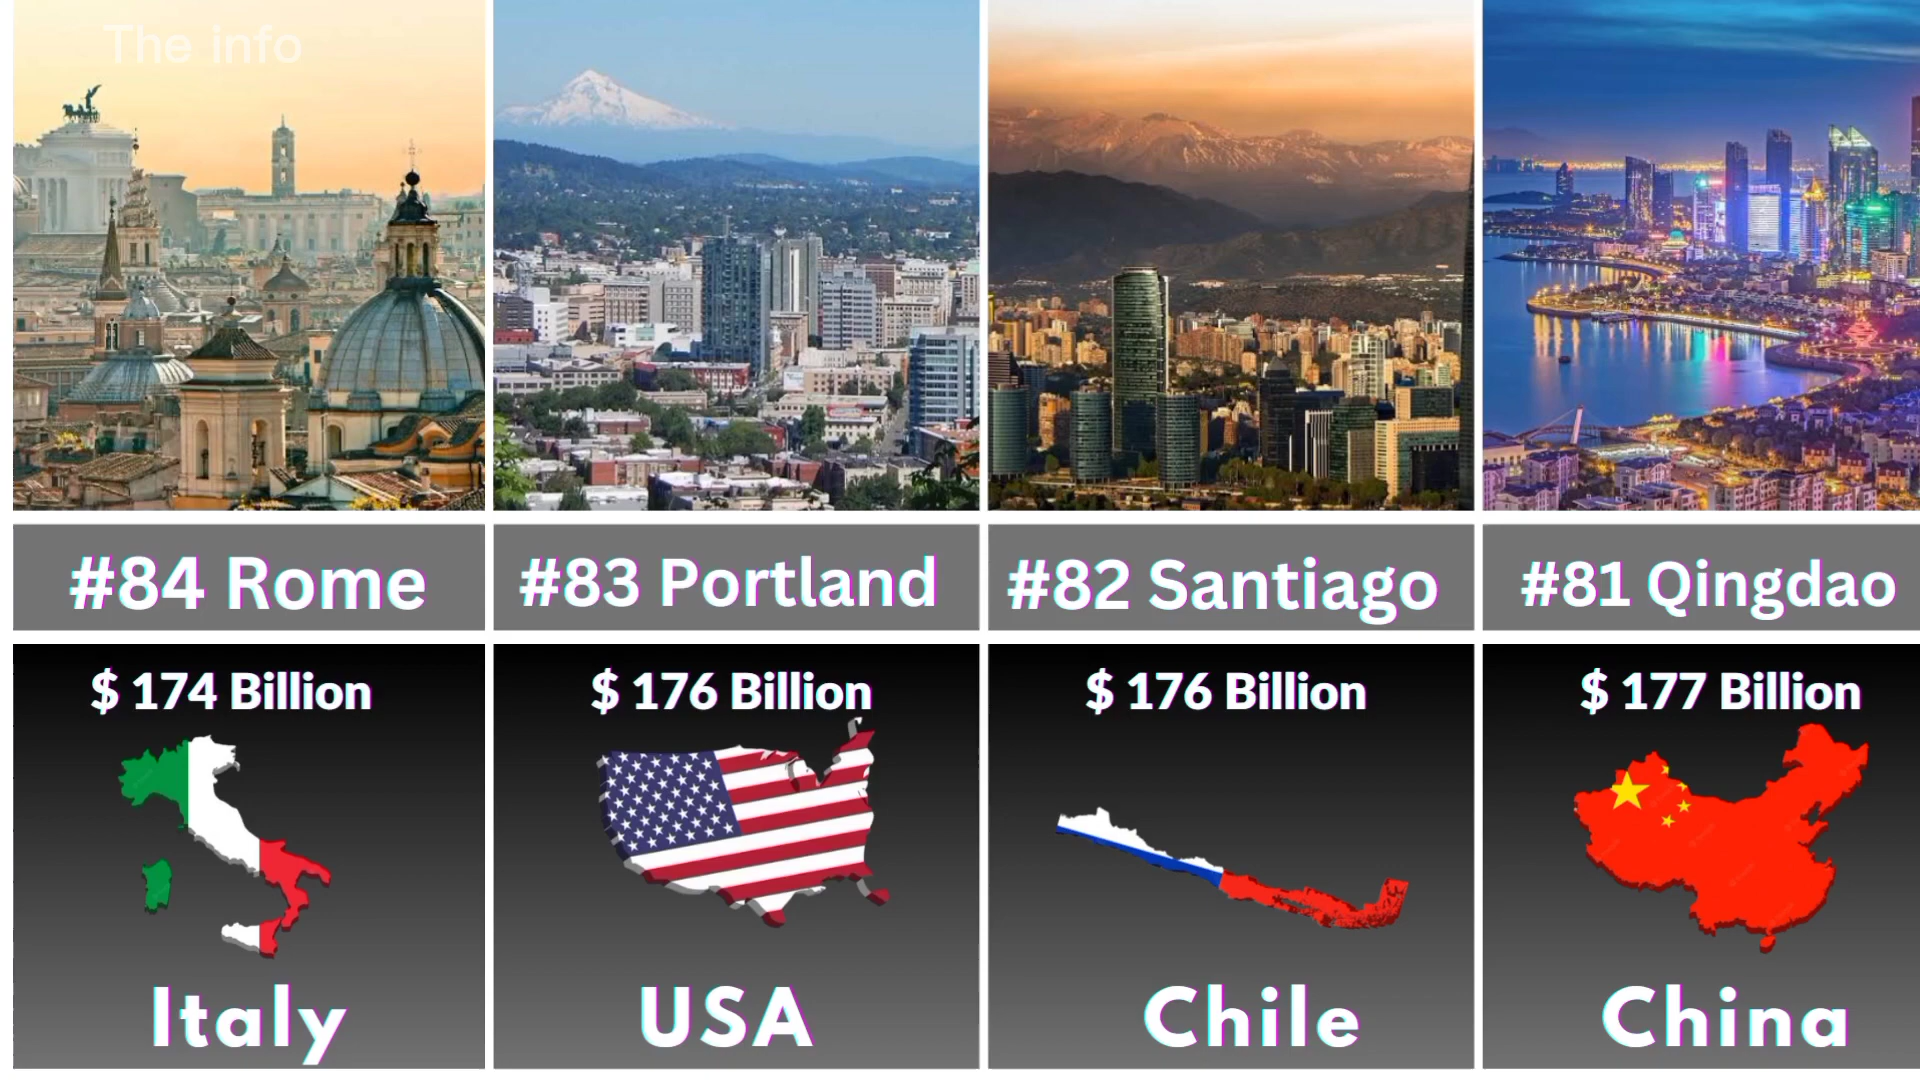 The info
#84 Rome
#83 Portland
#82 Santiago
#81 Qingdao
$ 174 Billion
$ 176 Billion
$ 176 Billion
$ 177 Billion
Italy
USA
Chile
China